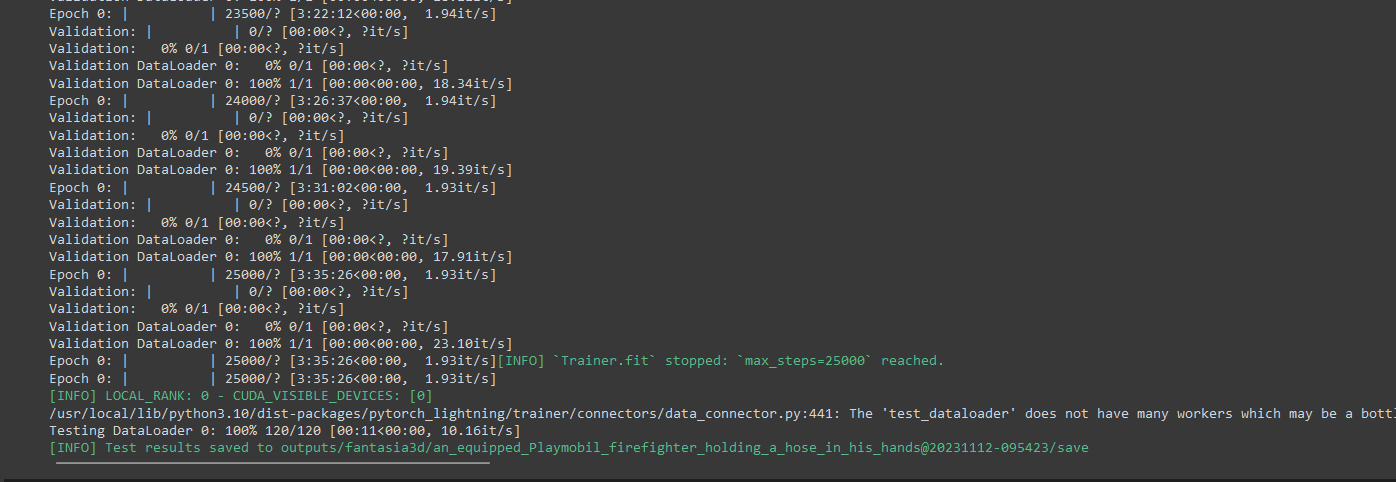 Epoch 0: |          | 23500/? [3:22:12<00:00,  1.94it/s]
Validation: |          | 0/? [00:00<?, ?it/s]
Validation:   0% 0/1 [00:00<?, ?it/s]
Validation DataLoader 0:   0% 0/1 [00:00<?, ?it/s]
Validation DataLoader 0: 100% 1/1 [00:00<00:00, 18.34it/s]
Epoch 0: |          | 24000/? [3:26:37<00:00,  1.94it/s]
Validation: |          | 0/? [00:00<?, ?it/s]
Validation:   0% 0/1 [00:00<?, ?it/s]
Validation DataLoader 0:   0% 0/1 [00:00<?, ?it/s]
Validation DataLoader 0: 100% 1/1 [00:00<00:00, 19.39it/s]
Epoch 0: |          | 24500/? [3:31:02<00:00,  1.93it/s]
Validation: |          | 0/? [00:00<?, ?it/s]
Validation:   0% 0/1 [00:00<?, ?it/s]
Validation DataLoader 0:   0% 0/1 [00:00<?, ?it/s]
Validation DataLoader 0: 100% 1/1 [00:00<00:00, 17.91it/s]
Epoch 0: |          | 25000/? [3:35:26<00:00,  1.93it/s]
Validation: |          | 0/? [00:00<?, ?it/s]
Validation:   0% 0/1 [00:00<?, ?it/s]
Validation DataLoader 0:   0% 0/1 [00:00<?, ?it/s]
Validation DataLoader 0: 100% 1/1 [00:00<00:00, 23.10it/s]
Epoch 0: |          | 25000/? [3:35:26<00:00,  1.93it/s][INFO] `Trainer.fit` stopped: `max_steps=25000` reached.
Epoch 0: |          | 25000/? [3:35:26<00:00,  1.93it/s]
[INFO] LOCAL_RANK: 0 - CUDA_VISIBLE_DEVICES: [0]
/usr/local/lib/python3.10/dist-packages/pytorch_lightning/trainer/connectors/data_connector.py:441: The 'test_dataloader' does not have many workers which may be a bott
Testing DataLoader 0: 100% 120/120 [00:11<00:00, 10.16it/s]
[INFO] Test results saved to outputs/fantasia3d/an_equipped_Playmobil_firefighter_holding_a_hose_in_his_hands@20231112-095423/save